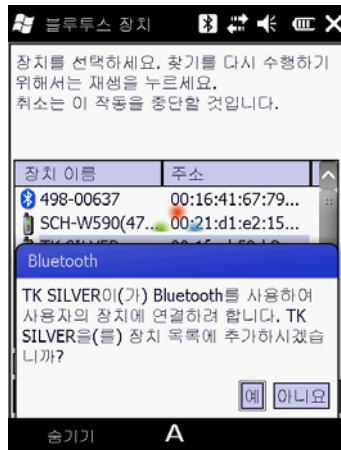 블루투스 장치
장치를 선택하세요. 찾기를 다시 수행하기
위해서는 재생을 누르세요.
취소는 이 작동을 중단할 것입니다.
장치 이름 주소
498-00637 00:16:41:67:79...
SCH-W590(47... 00:21:d1:e2:15...
TK SILVER
Bluetooth
TK SILVER이(가) Bluetooth를 사용하여
사용자의 장치에 연결하려 합니다. TK
SILVER을(를) 장치 목록에 추가하시겠습
니까?
예 아니요
숨기기 A